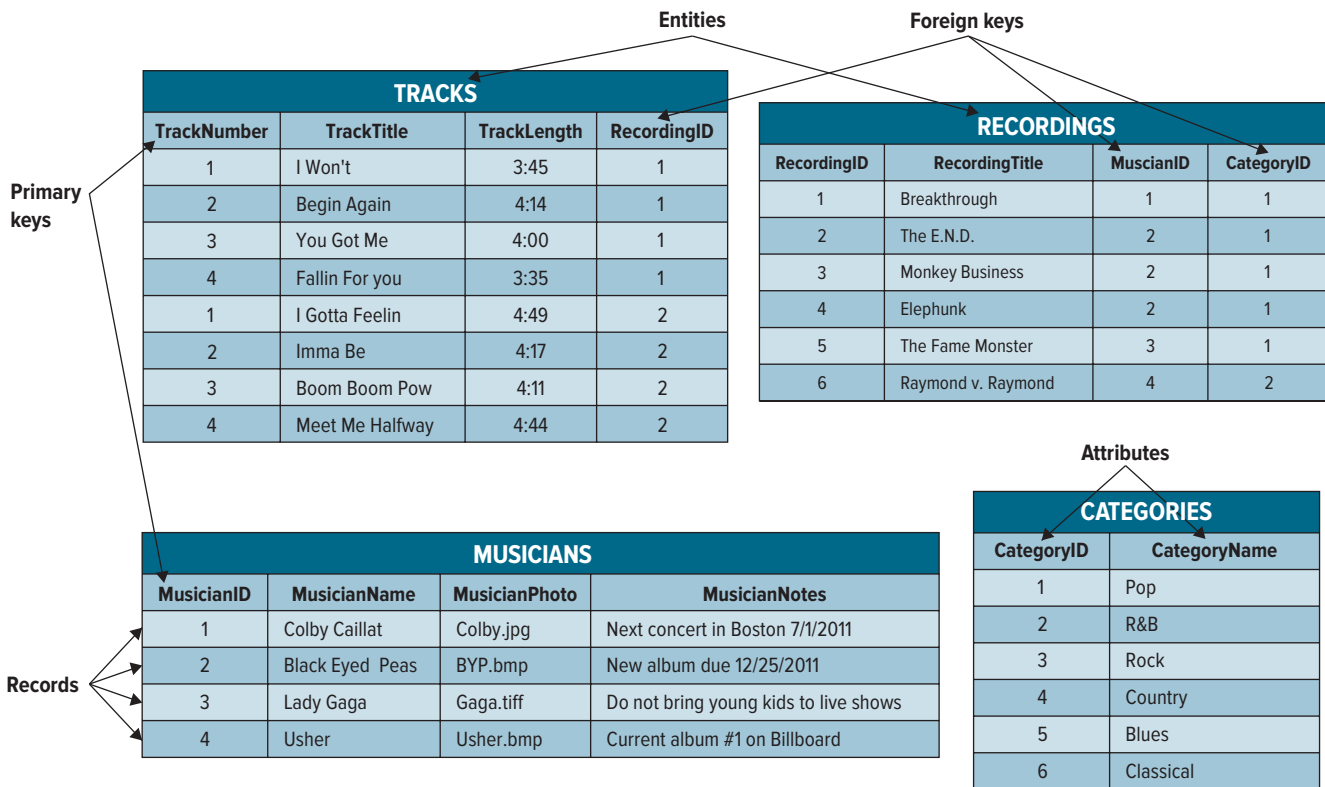 Entities
Foreign keys
Primary
keys
TRACKS
TrackNumber TrackTitle TrackLength RecordingID
1 I Won't 3:45 1
2 Begin Again 4:14 1
3 You Got Me 4:00 1
4 Fallin For you 3:35 1
1 I Gotta Feelin 4:49 2
2 Imma Be 4:17 2
3 Boom Boom Pow 4:11 2
4 Meet Me Halfway 4:44 2
RECORDINGS
RecordingID RecordingTitle MuscianID CategoryID
1 Breakthrough 1 1
2 The E.N.D. 2 1
3 Monkey Business 2 1
4 Elephunk 2 1
5 The Fame Monster 3 1
6 Raymond v. Raymond 4 2
Records
MUSICIANS
MusicianID MusicianName MusicianPhoto MusicianNotes
1 Colby Caillat Colby.jpg Next concert in Boston 7/1/2011
2 Black Eyed Peas BYP.bmp New album due 12/25/2011
3 Lady Gaga Gaga.tiff Do not bring young kids to live shows
4 Usher Usher.bmp Current album #1 on Billboard
Attributes
CATEGORIES
CategoryID CategoryName
1 Pop
2 R&B
3 Rock
4 Country
5 Blues
6 Classical